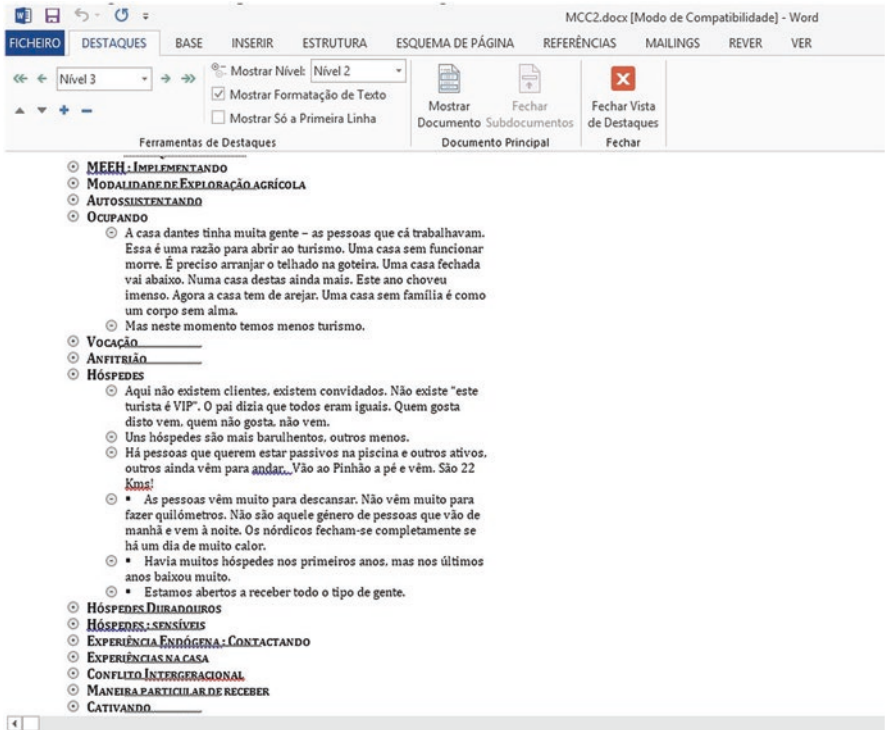 MCC2.docx [Modo de Compatibilidade] - Word
FICHEIRO DESTAQUES BASE INSERIR ESTRUTURA ESQUEMA DE PÁGINA REFERÊNCIAS MAILINGS REVER VER
Nível 3
Mostrar Nível: Nível 2
Mostrar Formatação de Texto
Mostrar Só a Primeira Linha
Ferramentas de Destaques
Mostrar Documento
Fechar Subdocumentos
Documento Principal
Fechar Vista de Destaques
Fechar
MEEH : IMPLEMENTANDO
MODALIDADE DE EXPLORAÇÃO AGRÍCOLA
AUTOSSUSTENTANDO
OCUPANDO
A casa dantes tinha muita gente – as pessoas que cá trabalhavam.
Essa é uma razão para abrir ao turismo. Uma casa sem funcionar
morre. É preciso arranjar o telhado na goteira. Uma casa fechada
vai abaixo. Numa casa destas ainda mais. Este ano choveu
imenso. Agora a casa tem de arejar. Uma casa sem família é como
um corpo sem alma.
Mas neste momento temos menos turismo.
VOCAÇÃO
ANFITRIÃO
HÓSPEDES
Aqui não existem clientes, existem convidados. Não existe "este
turista é VIP". O pai dizia que todos eram iguais. Quem gosta
disto vem, quem não gosta, não vem.
Uns hóspedes são mais barulhentos, outros menos.
Há pessoas que querem estar passivos na piscina e outros ativos,
outros ainda vêm para andar. Vão ao Pinhão a pé e vêm. São 22
Kms!
▪ As pessoas vêm muito para descansar. Não vêm muito para
fazer quilómetros. Não são aquele género de pessoas que vão de
manhã e vem à noite. Os nórdicos fecham-se completamente se
há um dia de muito calor.
▪ Havia muitos hóspedes nos primeiros anos, mas nos últimos
anos baixou muito.
▪ Estamos abertos a receber todo o tipo de gente.
HÓSPEDES DURADOUROS
HÓSPEDES : SENSÍVEIS
EXPERIÊNCIA ENDÓGENA : CONTACTANDO
EXPERIÊNCIAS NA CASA
CONFLITO INTERGERACIONAL
MANEIRA PARTICULAR DE RECEBER
CATIVANDO